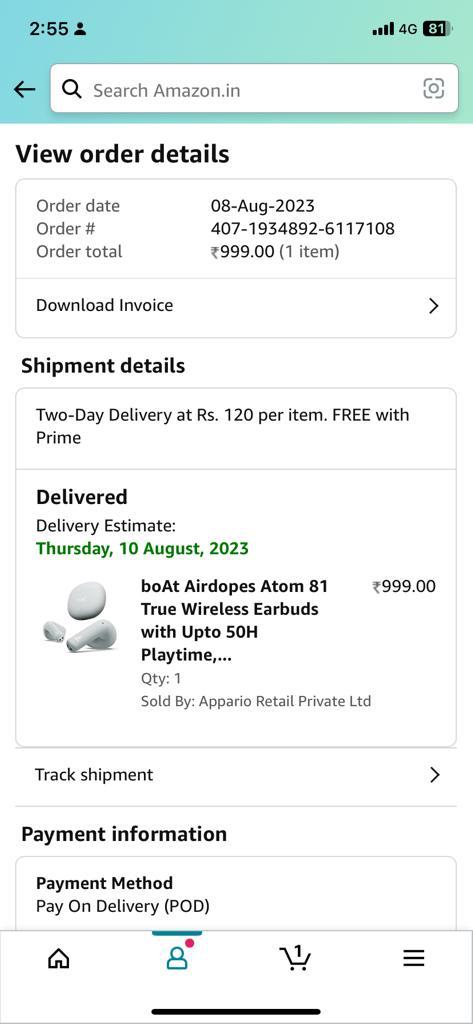 2:55
4G 81
Search Amazon.in
View order details
Order date 08-Aug-2023
Order # 407-1934892-6117108
Order total ₹999.00 (1 item)
Download Invoice
Shipment details
Two-Day Delivery at Rs. 120 per item. FREE with
Prime
Delivered
Delivery Estimate:
Thursday, 10 August, 2023
boAt Airdopes Atom 81 ₹999.00
True Wireless Earbuds
with Upto 50H
Playtime,...
Qty: 1
Sold By: Appario Retail Private Ltd
Track shipment
Payment information
Payment Method
Pay On Delivery (POD)
1